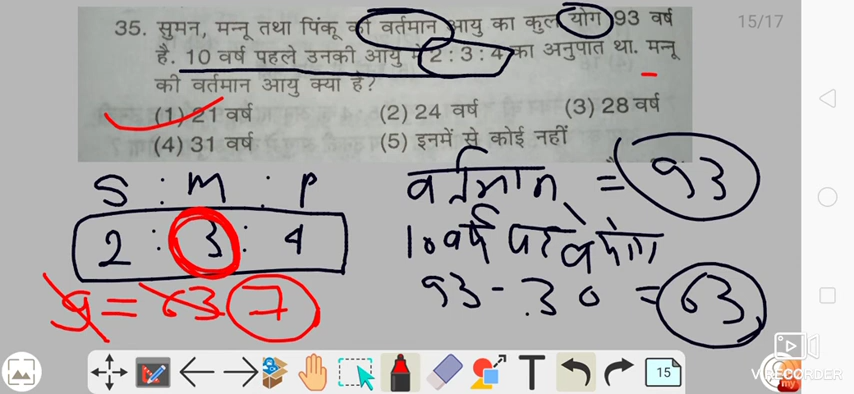 35. सुमन, मन्नू तथा पिंकू की वर्तमान आयु का कुल योग 93 वर्ष
15/17
है. 10 वर्ष पहले उनकी आयु में 2 : 3 : 4 का अनुपात था. मन्नू
की वर्तमान आयु क्या है?
(1) 21 वर्ष (2) 24 वर्ष (3) 28 वर्ष
(4) 31 वर्ष (5) इनमें से कोई नहीं
S : M : P
वर्तमान = 93
2 : 3 : 4
10 वर्ष
9 = 63 7
93 - 30 = 63
T
15
VIRECORDER
my